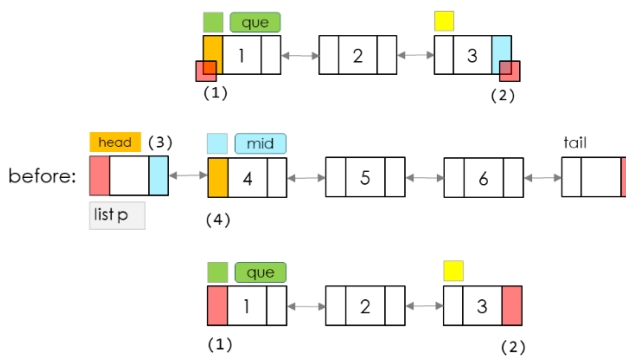 que
1 2 3
(1) (2)
head (3) mid tail
before: 4 5 6
list p (4)
que
1 2 3
(1) (2)